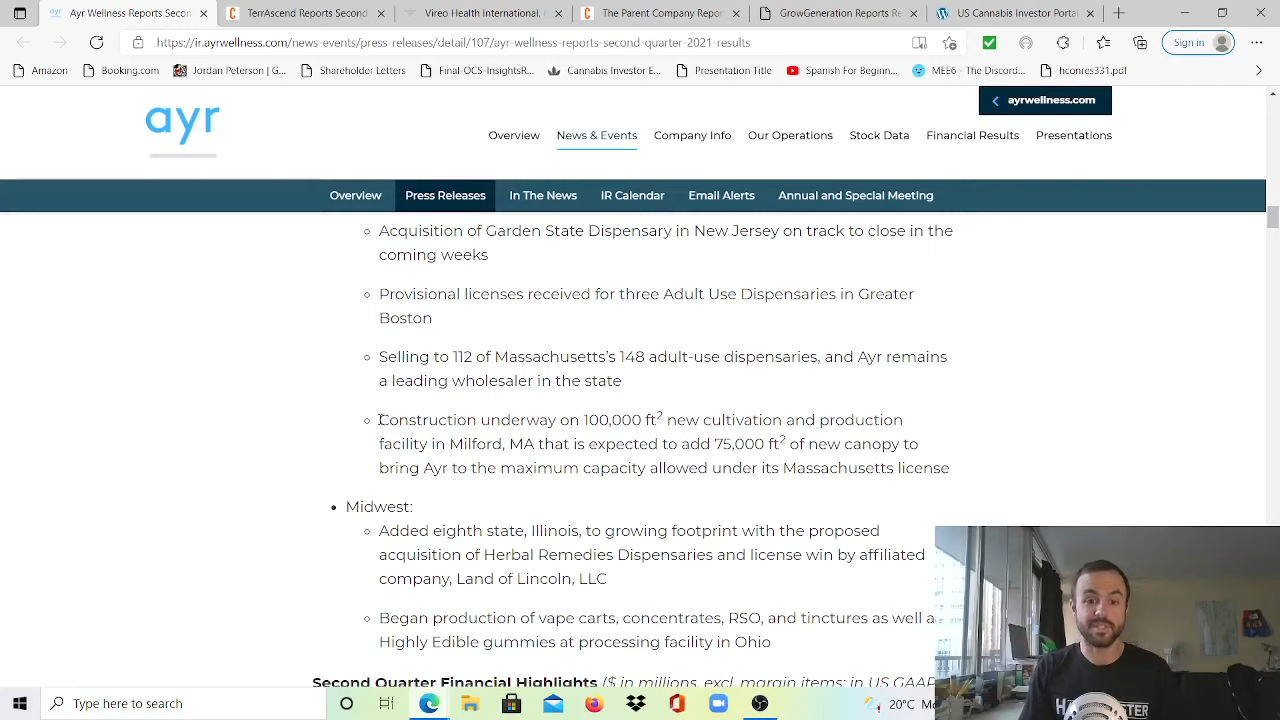 Ayr Wellness Reports Second Quar
TerrAscend Reports Second
Vireo Health International,
The Parent Company Repor
GrowGeneration Reports Re
US Cannabis Investor Portal
https://ir.ayrwellness.com/news-events/press-releases/detail/107/ayr-wellness-reports-second-quarter-2021-results
Sign in
Amazon
Booking.com
Jordan Peterson | G...
Shareholder Letters
Final-OCS-InsightsR...
Cannabis Investor E...
Presentation Title
Spanish For Beginn...
MEE6 - The Discord...
hconres331.pdf
ayrwellness.com
ayr
Overview
News & Events
Company Info
Our Operations
Stock Data
Financial Results
Presentations
Overview
Press Releases
In The News
IR Calendar
Email Alerts
Annual and Special Meeting
Acquisition of Garden State Dispensary in New Jersey on track to close in the
coming weeks
Provisional licenses received for three Adult Use Dispensaries in Greater
Boston
Selling to 112 of Massachusetts's 148 adult-use dispensaries, and Ayr remains
a leading wholesaler in the state
Construction underway on 100,000 ft² new cultivation and production
facility in Milford, MA that is expected to add 75,000 ft² of new canopy to
bring Ayr to the maximum capacity allowed under its Massachusetts license
Midwest:
Added eighth state, Illinois, to growing footprint with the proposed
acquisition of Herbal Remedies Dispensaries and license win by affiliated
company, Land of Lincoln, LLC
Began production of vape carts, concentrates, RSO, and tinctures as well a
Highly Edible gummies at processing facility in Ohio
Second Quarter Financial Highlights ($ in millions, excl. margin items: in US GAAP
Type here to search
20°C